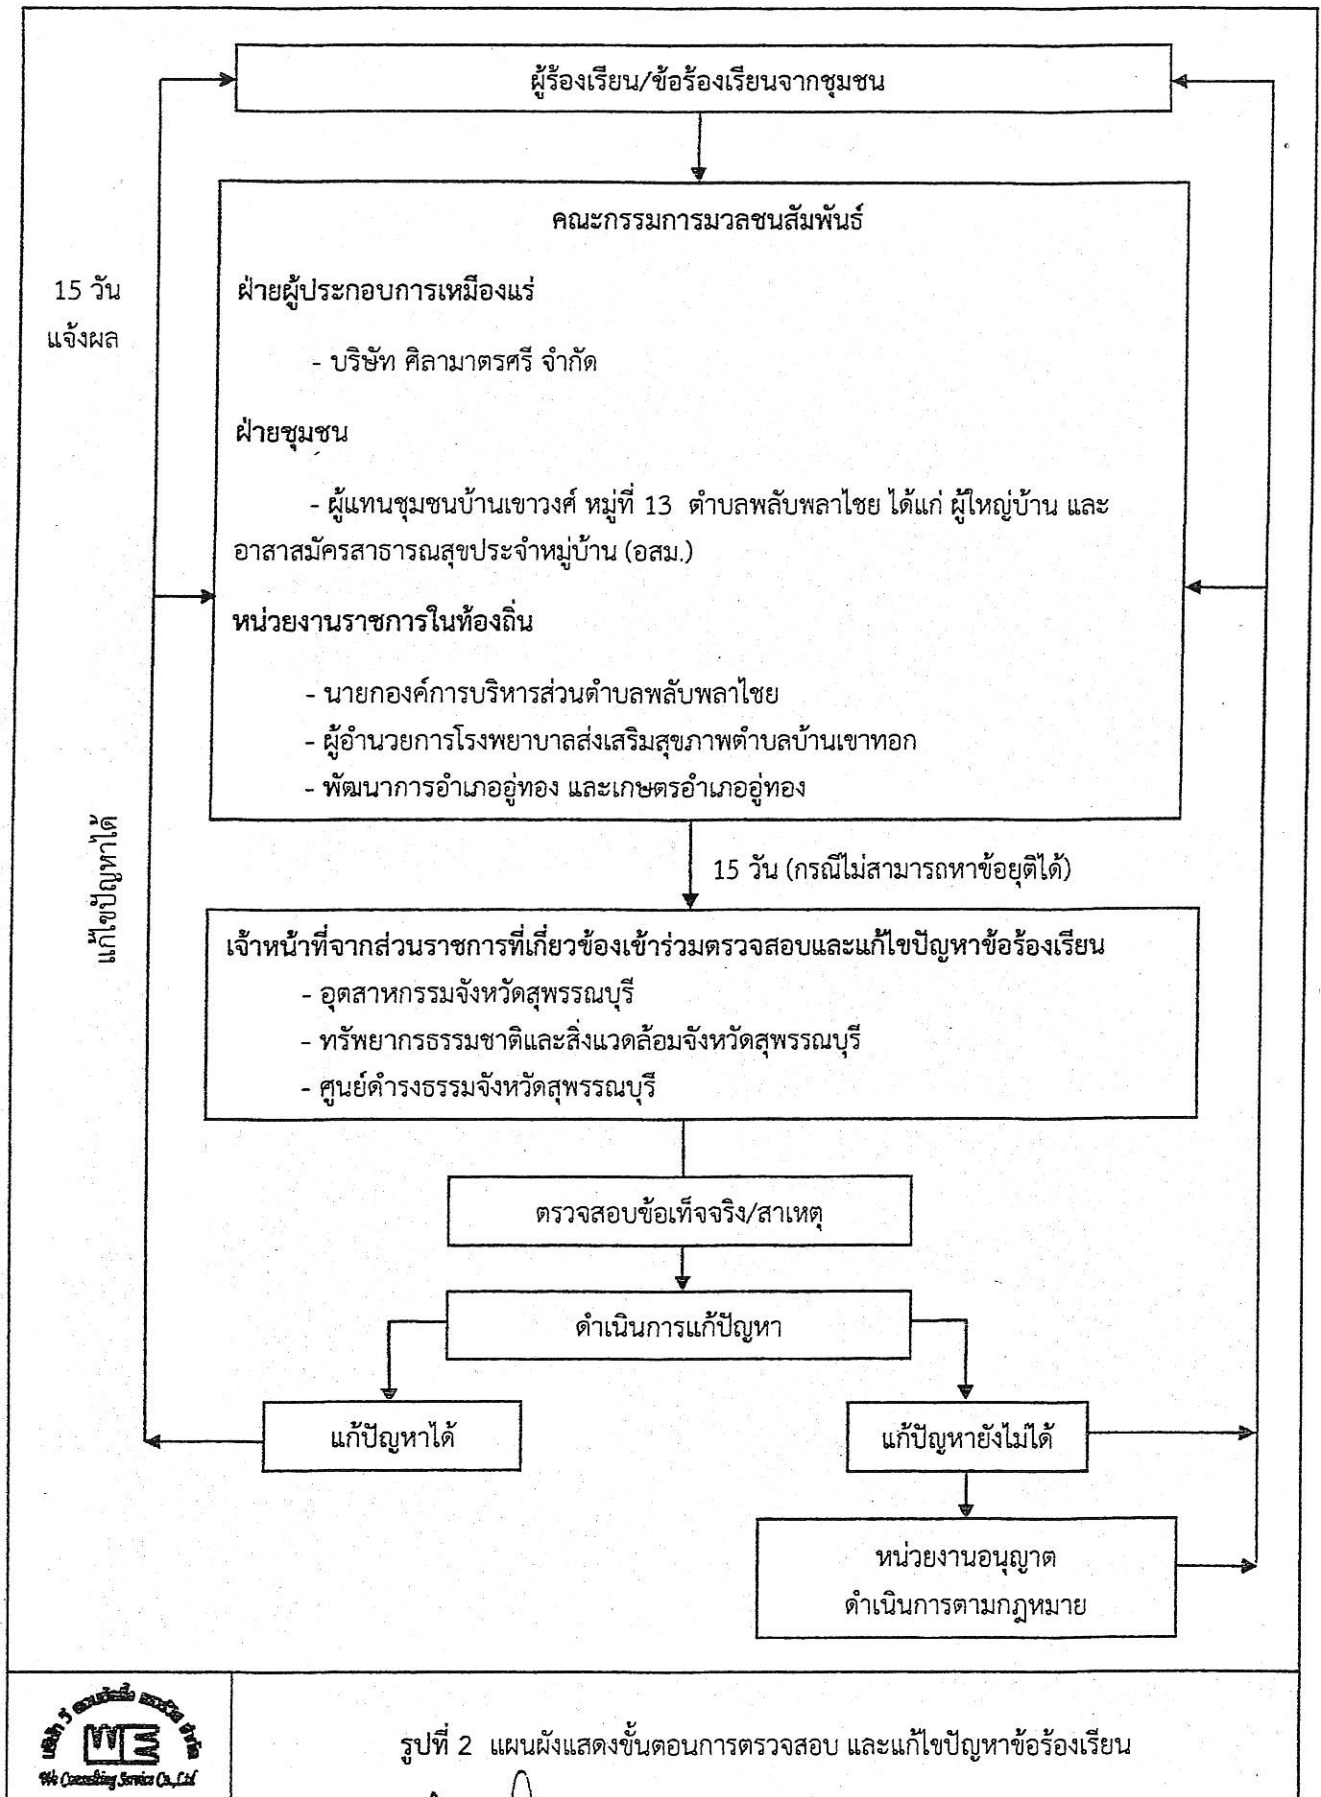 ผู้ร้องเรียน/ข้อร้องเรียนจากชุมชน
คณะกรรมการมวลชนสัมพันธ์
15 วัน
แจ้งผล
ฝ่ายผู้ประกอบการเหมืองแร่
- บริษัท ศิลามาตรศรี จำกัด
ฝ่ายชุมชน
- ผู้แทนชุมชนบ้านเขาวงศ์ หมู่ที่ 13 ตำบลพลับพลาไชย ได้แก่ ผู้ใหญ่บ้าน และ
อาสาสมัครสาธารณสุขประจำหมู่บ้าน (อสม.)
หน่วยงานราชการในท้องถิ่น
- นายกองค์การบริหารส่วนตำบลพลับพลาไชย
- ผู้อำนวยการโรงพยาบาลส่งเสริมสุขภาพตำบลบ้านเขาทอก
- พัฒนาการอำเภออู่ทอง และเกษตรอำเภออู่ทอง
แก้ไขปัญหาได้
15 วัน (กรณีไม่สามารถหาข้อยุติได้)
เจ้าหน้าที่จากส่วนราชการที่เกี่ยวข้องเข้าร่วมตรวจสอบและแก้ไขปัญหาข้อร้องเรียน
- อุตสาหกรรมจังหวัดสุพรรณบุรี
- ทรัพยากรธรรมชาติและสิ่งแวดล้อมจังหวัดสุพรรณบุรี
- ศูนย์ดำรงธรรมจังหวัดสุพรรณบุรี
ตรวจสอบข้อเท็จจริง/สาเหตุ
ดำเนินการแก้ปัญหา
แก้ปัญหาได้
แก้ปัญหายังไม่ได้
หน่วยงานอนุญาต
ดำเนินการตามกฎหมาย
บริษัท วี คอนซัลติ้ง เซอร์วิส จำกัด
WE
We Consulting Service Co.,Ltd
รูปที่ 2 แผนผังแสดงขั้นตอนการตรวจสอบ และแก้ไขปัญหาข้อร้องเรียน